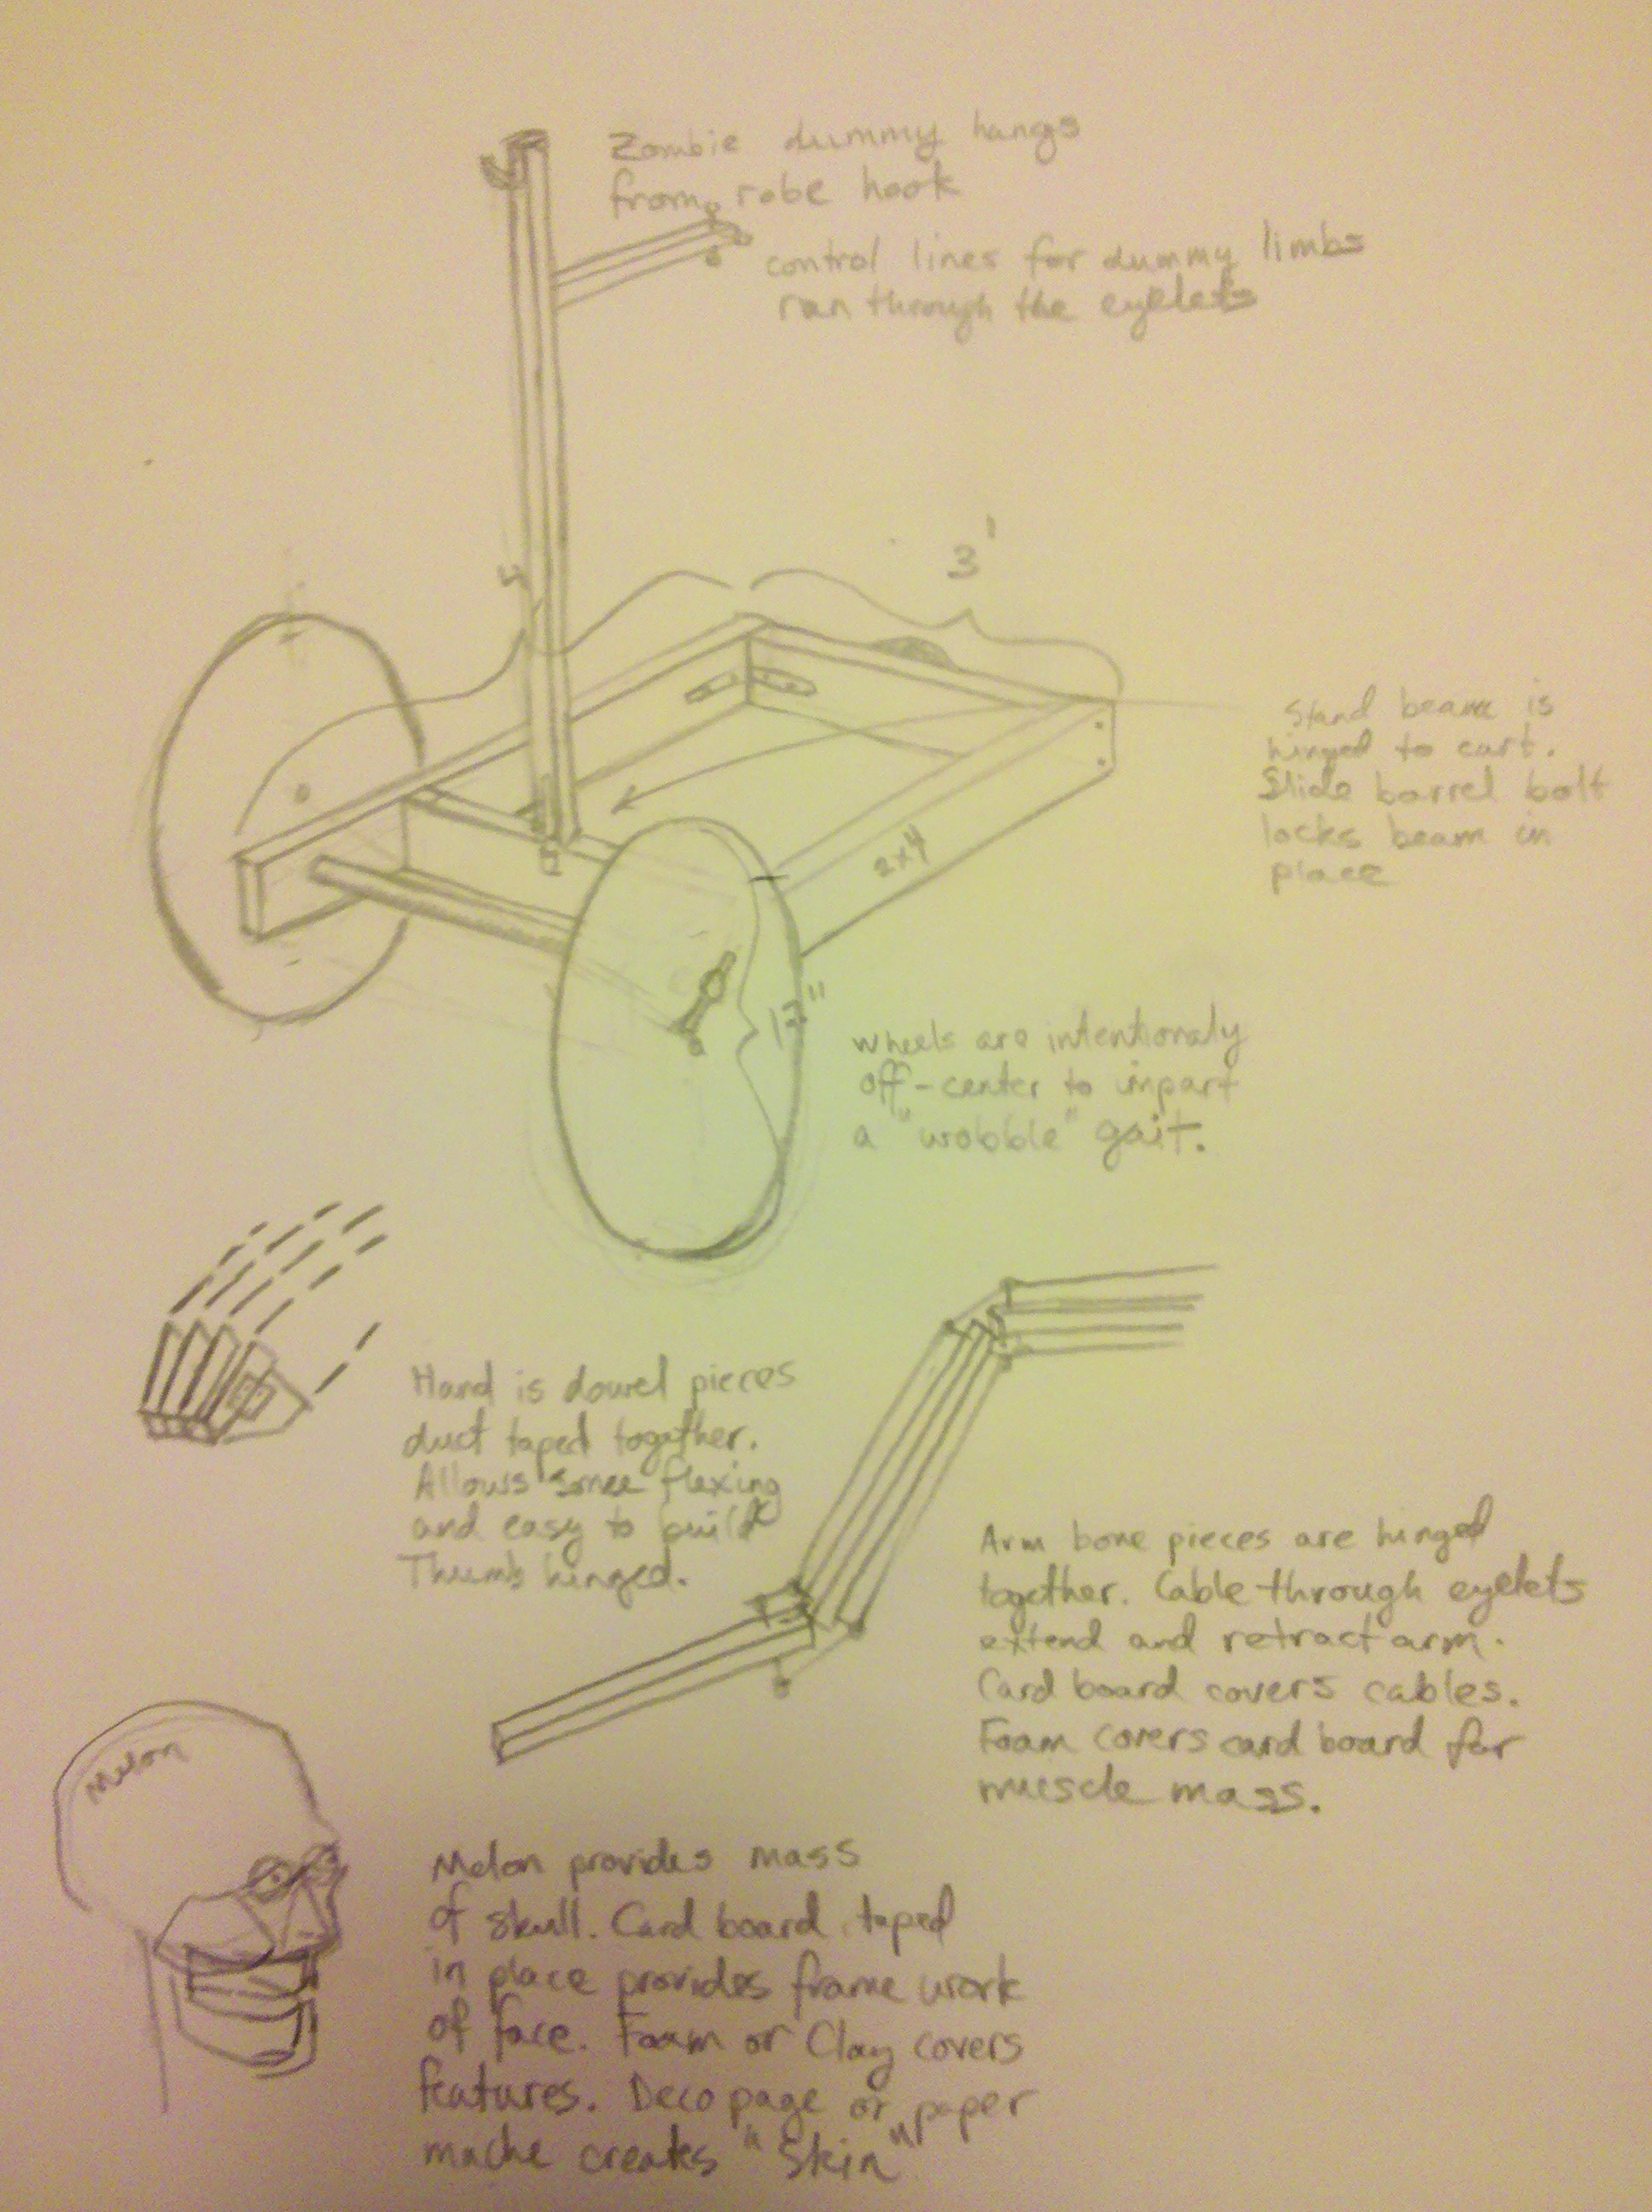 Zombie dummy hangs
from robe hook
control lines for dummy limbs
run through the eyelets
3'
Stand beam is
hinged to cart.
Slide barrel bolt
locks beam in
place
2x4
12"
wheels are intentionaly
off-center to impart
a "wobble" gait.
Hand is dowel pieces
duct taped together.
Allows some flexing
and easy to build
Thumb hinged.
Arm bone pieces are hinged
together. Cable through eyelets
extend and retract arm.
Card board covers cables.
Foam covers card board for
muscle mass.
Melon
Melon provides mass
of skull. Card board taped
in place provides frame work
of face. Foam or Clay covers
features. Deco page or paper
mache creates "Skin"